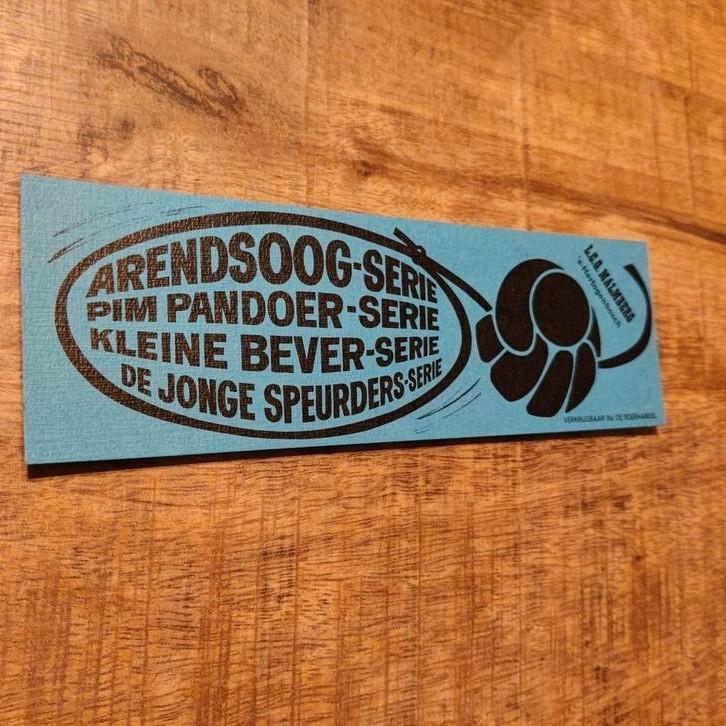 ARENDSOOG-SERIE
PIM PANDOER-SERIE
KLEINE BEVER-SERIE
DE JONGE SPEURDERS-SERIE
L.C.G. MALMBERG
's-Hertogenbosch
VERKRIJGBAAR BIJ DE BOEKHANDEL